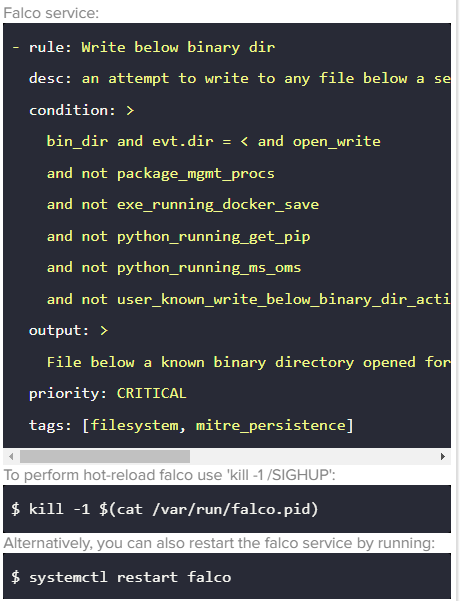 Falco service:
- rule: Write below binary dir
desc: an attempt to write to any file below a se
condition: >
bin_dir and evt.dir = < and open_write
and not package_mgmt_procs
and not exe_running_docker_save
and not python_running_get_pip
and not python_running_ms_oms
and not user_known_write_below_binary_dir_acti
output: >
File below a known binary directory opened for
priority: CRITICAL
tags: [filesystem, mitre_persistence]
To perform hot-reload falco use 'kill -1 /SIGHUP':
$ kill -1 $(cat /var/run/falco.pid)
Alternatively, you can also restart the falco service by running:
$ systemctl restart falco